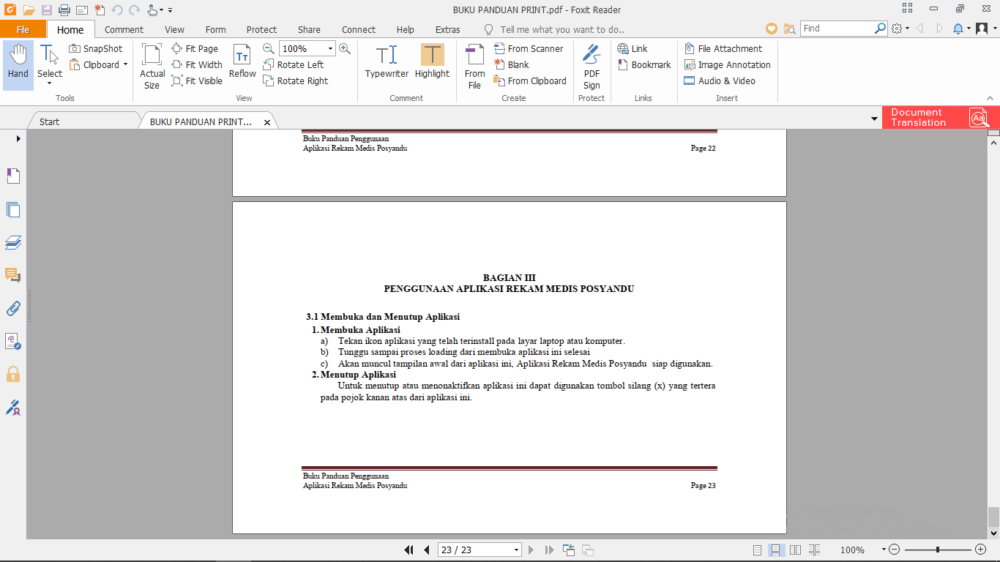 BUKU PANDUAN PRINT.pdf - Foxit Reader
File Home Comment View Form Protect Share Connect Help Extras Tell me what you want to do.. Find
Hand
Select
SnapShot
Clipboard
Tools
Actual Size
Fit Page
Fit Width
Fit Visible
Reflow
100%
Rotate Left
Rotate Right
View
Typewriter
Highlight
Comment
From File
From Scanner
Blank
From Clipboard
Create
PDF Sign
Protect
Link
Bookmark
Links
File Attachment
Image Annotation
Audio & Video
Insert
Start
BUKU PANDUAN PRINT...
Document
Translation
Buku Panduan Penggunaan
Aplikasi Rekam Medis Posyandu Page 22
BAGIAN III
PENGGUNAAN APLIKASI REKAM MEDIS POSYANDU
3.1 Membuka dan Menutup Aplikasi
1. Membuka Aplikasi
a) Tekan ikon aplikasi yang telah terinstall pada layar laptop atau komputer.
b) Tunggu sampai proses loading dari membuka aplikasi ini selesai
c) Akan muncul tampilan awal dari aplikasi ini, Aplikasi Rekam Medis Posyandu siap digunakan.
2. Menutup Aplikasi
Untuk menutup atau menonaktifkan aplikasi ini dapat digunakan tombol silang (x) yang tertera
pada pojok kanan atas dari aplikasi ini.
Buku Panduan Penggunaan
Aplikasi Rekam Medis Posyandu Page 23
23 / 23
100%